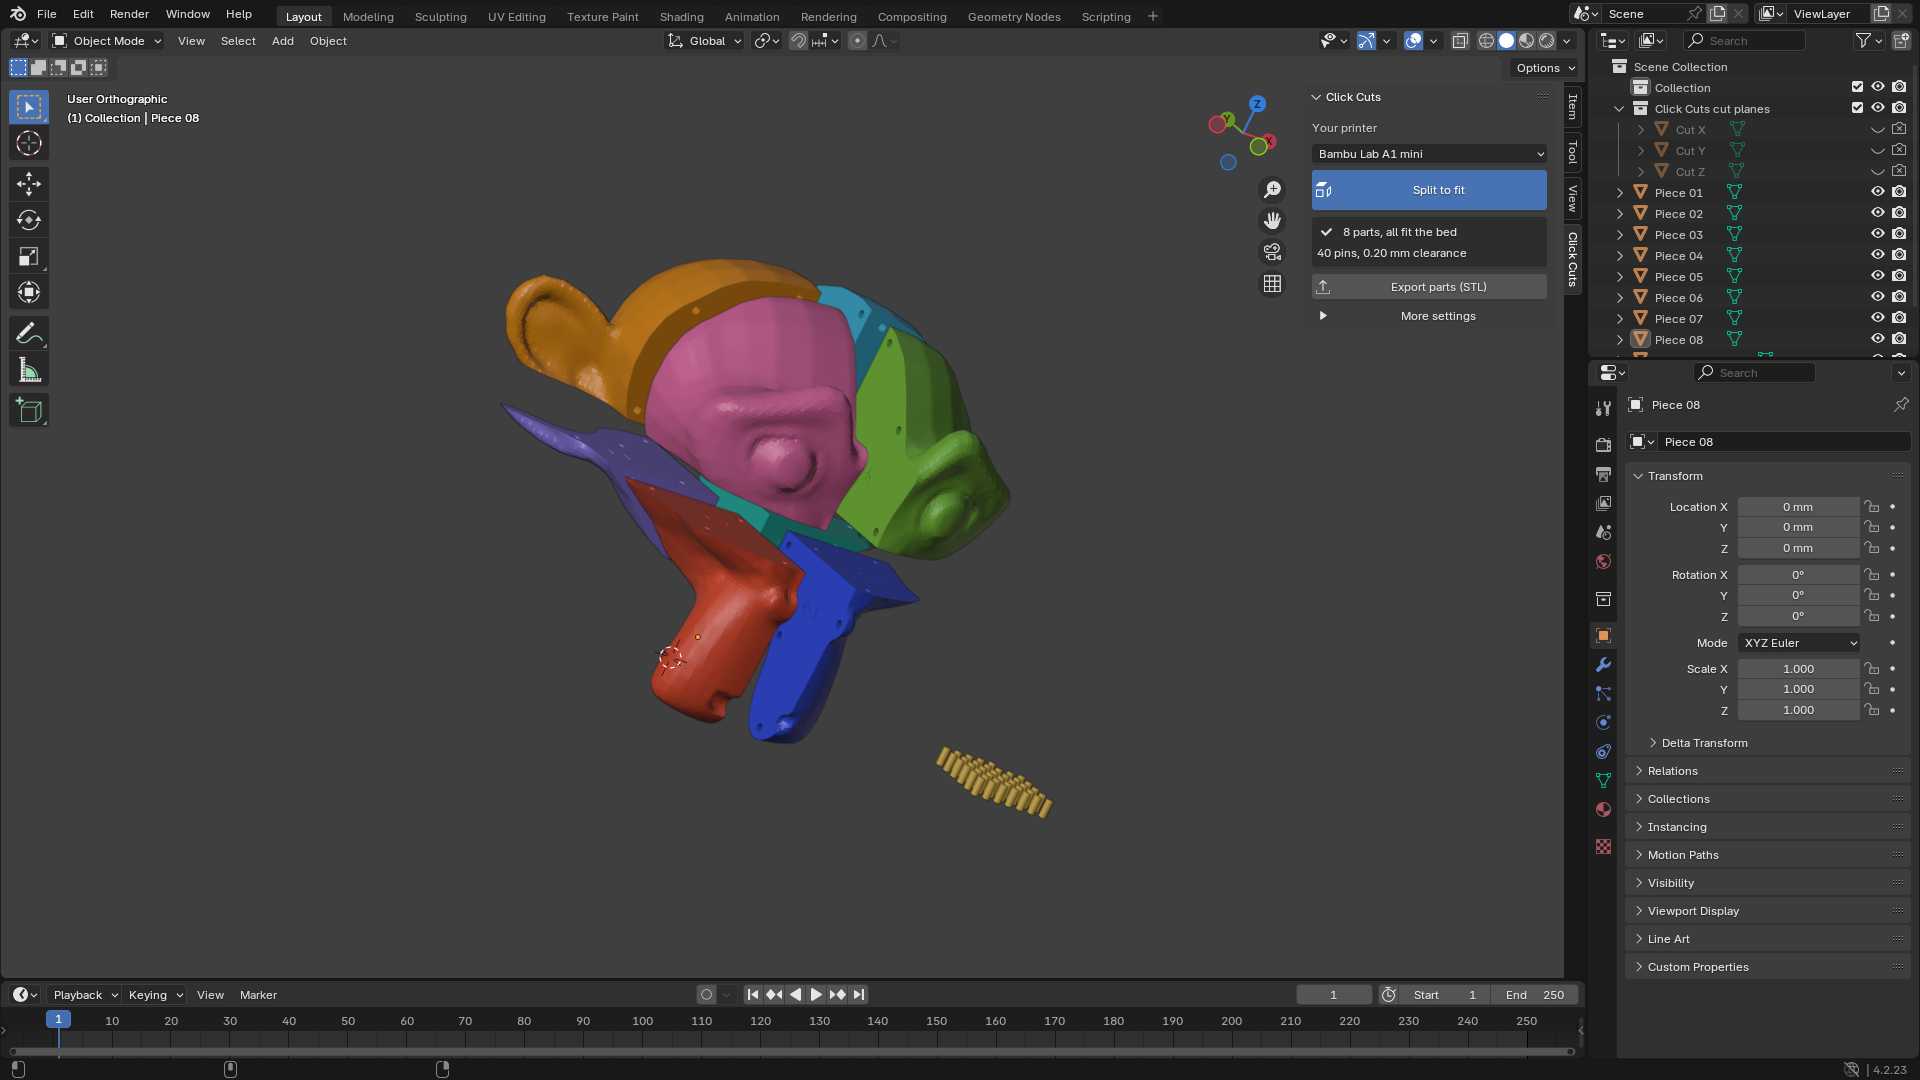 File Edit Render Window Help
Layout Modeling Sculpting UV Editing Texture Paint Shading Animation Rendering Compositing Geometry Nodes Scripting
Scene
ViewLayer
Object Mode View Select Add Object
Global
Search
Options
User Orthographic
(1) Collection | Piece 08
Z
Y
X
Click Cuts
Your printer
Bambu Lab A1 mini
Split to fit
8 parts, all fit the bed
40 pins, 0.20 mm clearance
Export parts (STL)
More settings
Item
Tool
View
Click Cuts
Scene Collection
Collection
Click Cuts cut planes
Cut X
Cut Y
Cut Z
Piece 01
Piece 02
Piece 03
Piece 04
Piece 05
Piece 06
Piece 07
Piece 08
Search
Piece 08
Piece 08
Transform
Location X 0 mm
Y 0 mm
Z 0 mm
Rotation X 0°
Y 0°
Z 0°
Mode XYZ Euler
Scale X 1.000
Y 1.000
Z 1.000
Delta Transform
Relations
Collections
Instancing
Motion Paths
Visibility
Viewport Display
Line Art
Custom Properties
Playback Keying View Marker
1 Start 1 End 250
1 10 20 30 40 50 60 70 80 90 100 110 120 130 140 150 160 170 180 190 200 210 220 230 240 250
4.2.23